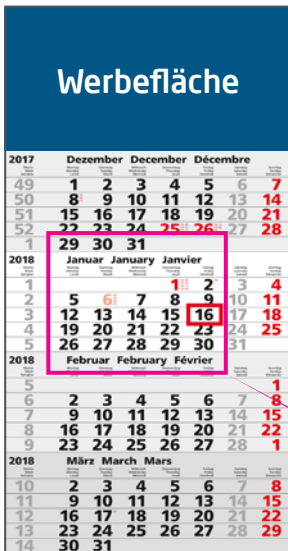 Werbefläche
2017 Dezember December Décembre
49 1 2 3 4 5 6 7
50 8 9 10 11 12 13 14
51 15 16 17 18 19 20 21
52 22 23 24 25 26 27 28
1 29 30 31
2018 Januar January Janvier
1 1 2 3 4
2 5 6 7 8 9 10 11
3 12 13 14 15 16 17 18
4 19 20 21 22 23 24 25
5 26 27 28 29 30 31
2018 Februar February Février
5 1
6 2 3 4 5 6 7 8
7 9 10 11 12 13 14 15
8 16 17 18 19 20 21 22
9 23 24 25 26 27 28 1
2018 März March Mars
10 2 3 4 5 6 7 8
11 9 10 11 12 13 14 15
12 16 17 18 19 20 21 22
13 23 24 25 26 27 28 29
14 30 31